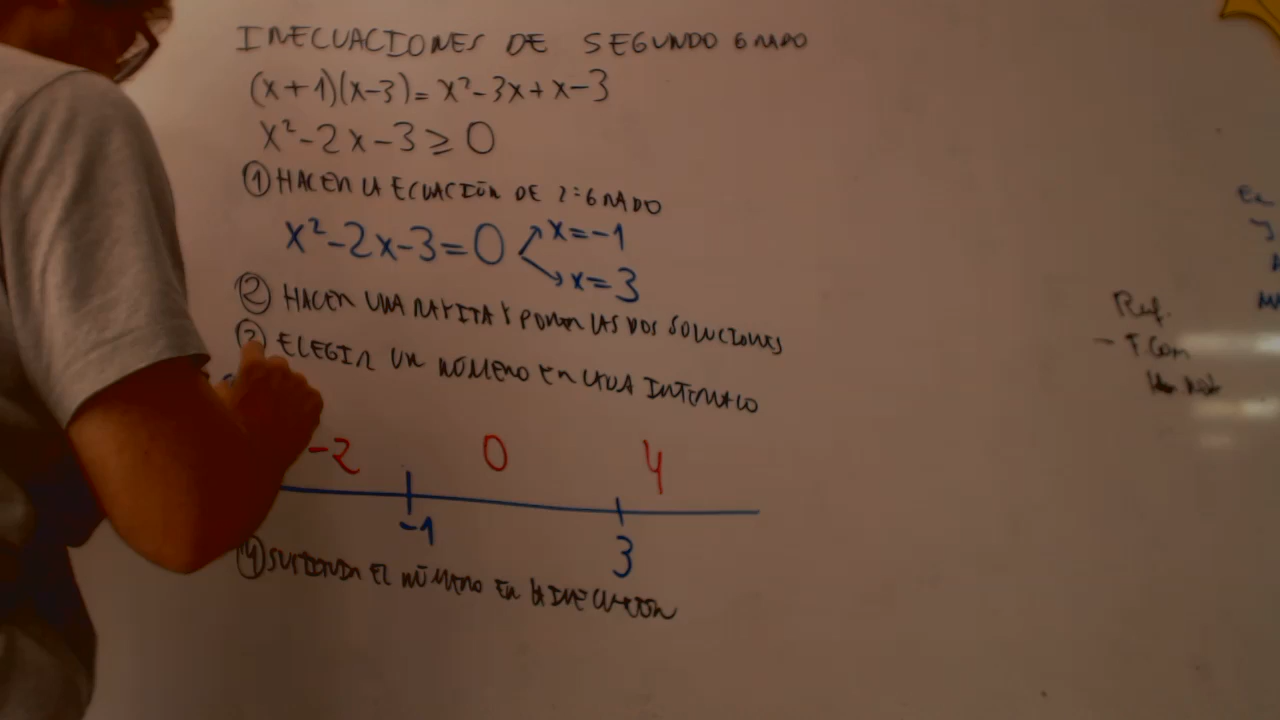 INECUACIONES DE SEGUNDO GRADO
(x+1)(x-3)=x²-3x+x-3
x²-2x-3≥0
① HACER LA ECUACIÓN DE 2º GRADO
x²-2x-3=0
x=-1
x=3
② HACER UNA RAYITA Y PONER LAS DOS SOLUCIONES
③ ELEGIR UN NÚMERO EN CADA INTERVALO
-2 0 4
-1 3
④ SUSTITUIR EL NÚMERO EN LA INECUACIÓN
Ref.